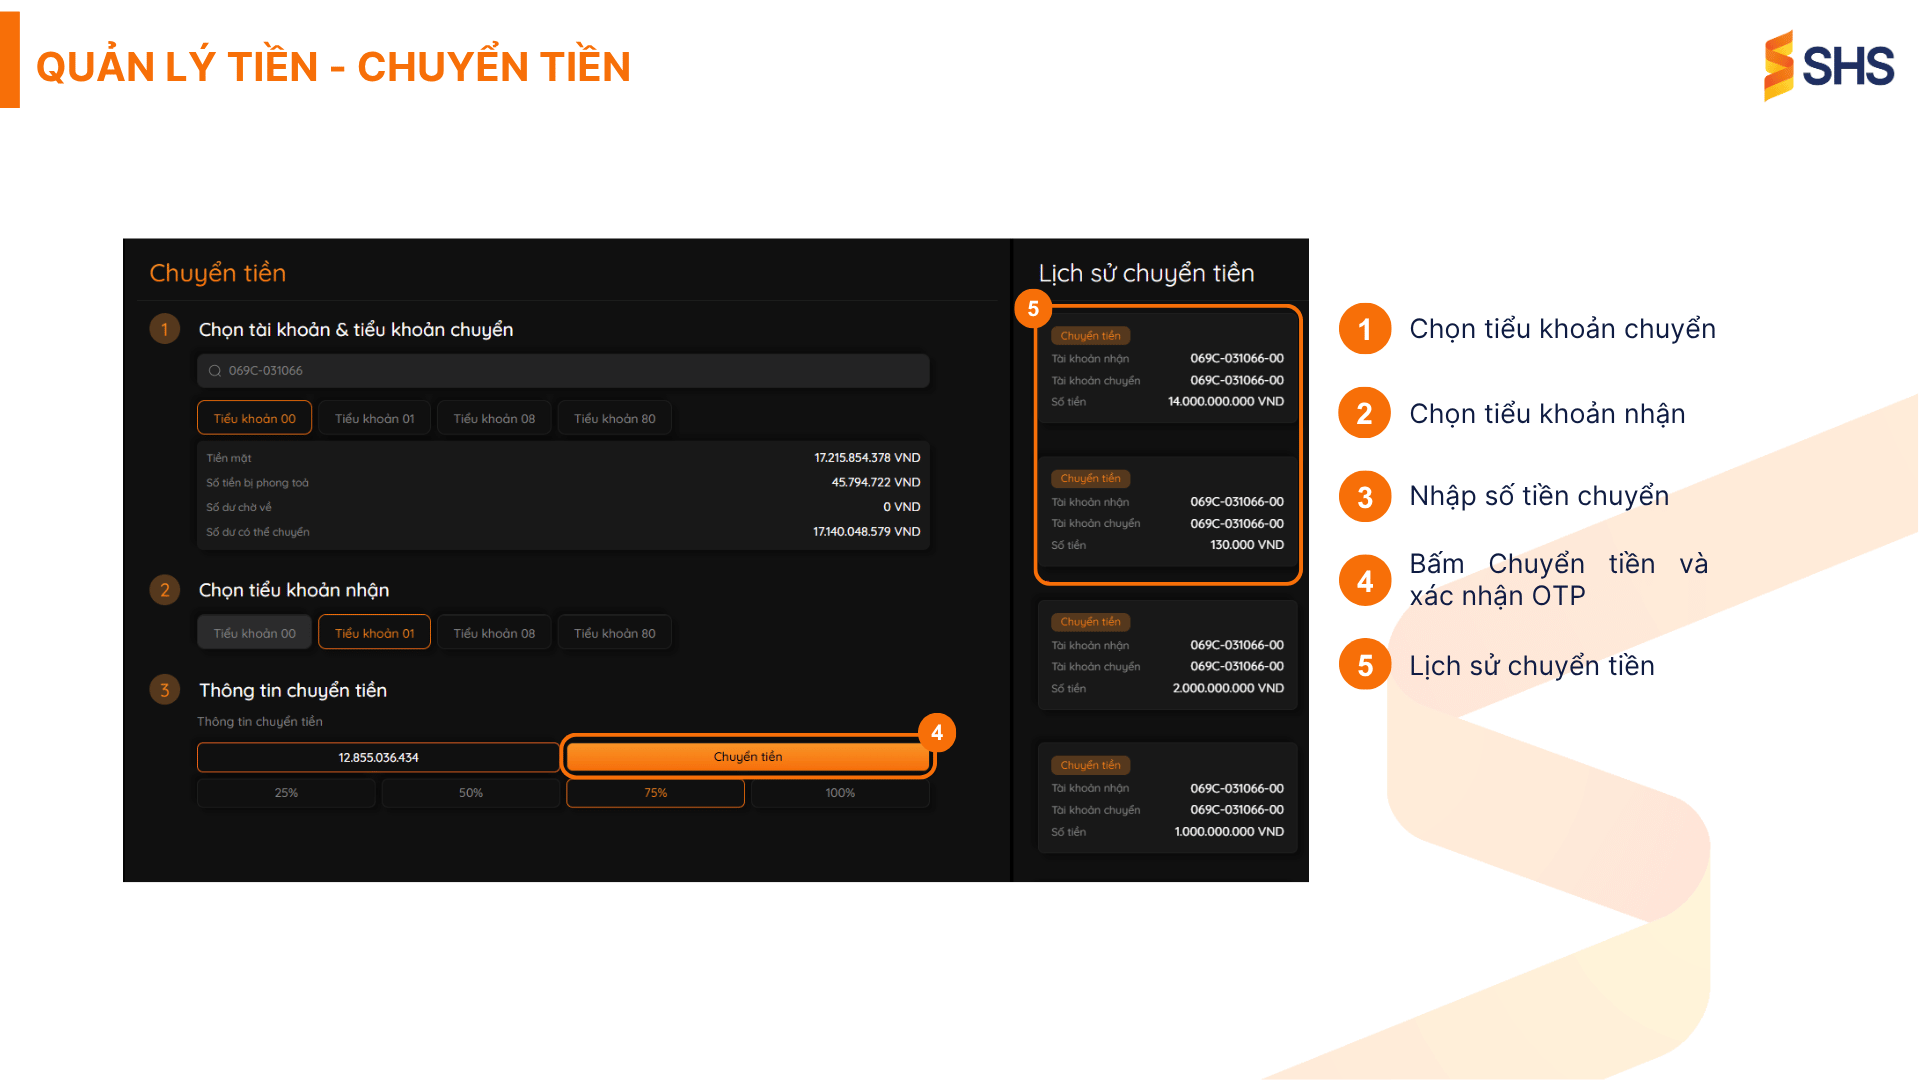 QUẢN LÝ TIỀN - CHUYỂN TIỀN
SHS
Chuyển tiền
1 Chọn tài khoản & tiểu khoản chuyển
069C-031066
Tiểu khoản 00 Tiểu khoản 01 Tiểu khoản 08 Tiểu khoản 80
Tiền mặt 17.215.854.378 VND
Số tiền bị phong toả 45.794.722 VND
Số dư chờ về 0 VND
Số dư có thể chuyển 17.140.048.579 VND
2 Chọn tiểu khoản nhận
Tiểu khoản 00 Tiểu khoản 01 Tiểu khoản 08 Tiểu khoản 80
3 Thông tin chuyển tiền
Thông tin chuyển tiền
4
12.855.036.434 Chuyển tiền
25% 50% 75% 100%
Lịch sử chuyển tiền
5
Chuyển tiền
Tài khoản nhận 069C-031066-00
Tài khoản chuyển 069C-031066-00
Số tiền 14.000.000.000 VND
Chuyển tiền
Tài khoản nhận 069C-031066-00
Tài khoản chuyển 069C-031066-00
Số tiền 130.000 VND
Chuyển tiền
Tài khoản nhận 069C-031066-00
Tài khoản chuyển 069C-031066-00
Số tiền 2.000.000.000 VND
Chuyển tiền
Tài khoản nhận 069C-031066-00
Tài khoản chuyển 069C-031066-00
Số tiền 1.000.000.000 VND
1 Chọn tiểu khoản chuyển
2 Chọn tiểu khoản nhận
3 Nhập số tiền chuyển
4 Bấm Chuyển tiền và
xác nhận OTP
5 Lịch sử chuyển tiền